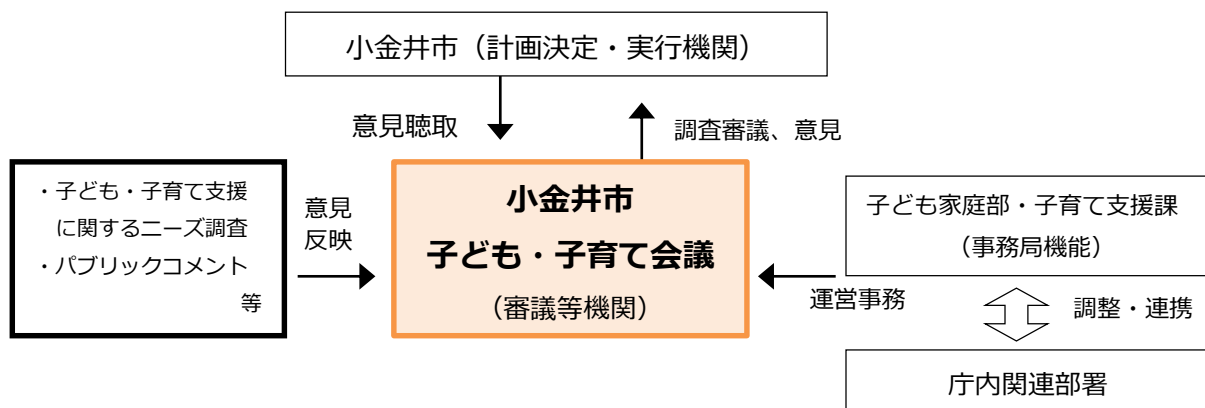 小金井市（計画決定・実行機関）
意見聴取
調査審議、意見
・子ども・子育て支援
に関するニーズ調査
・パブリックコメント
等
意見
反映
小金井市
子ども・子育て会議
（審議等機関）
子ども家庭部・子育て支援課
（事務局機能）
運営事務
調整・連携
庁内関連部署